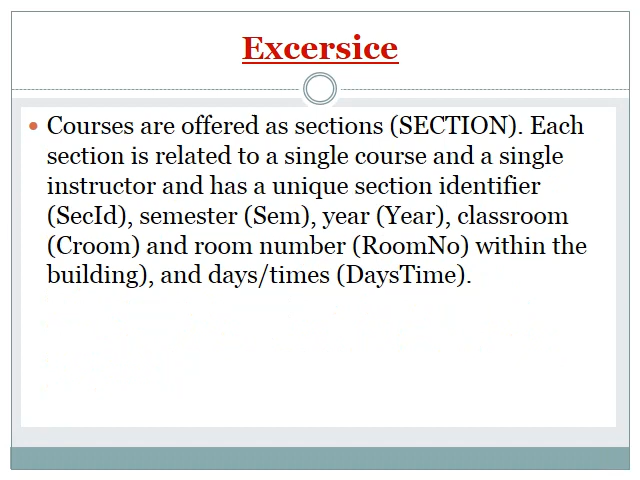 Excersice
• Courses are offered as sections (SECTION). Each
section is related to a single course and a single
instructor and has a unique section identifier
(SecId), semester (Sem), year (Year), classroom
(Croom) and room number (RoomNo) within the
building), and days/times (DaysTime).